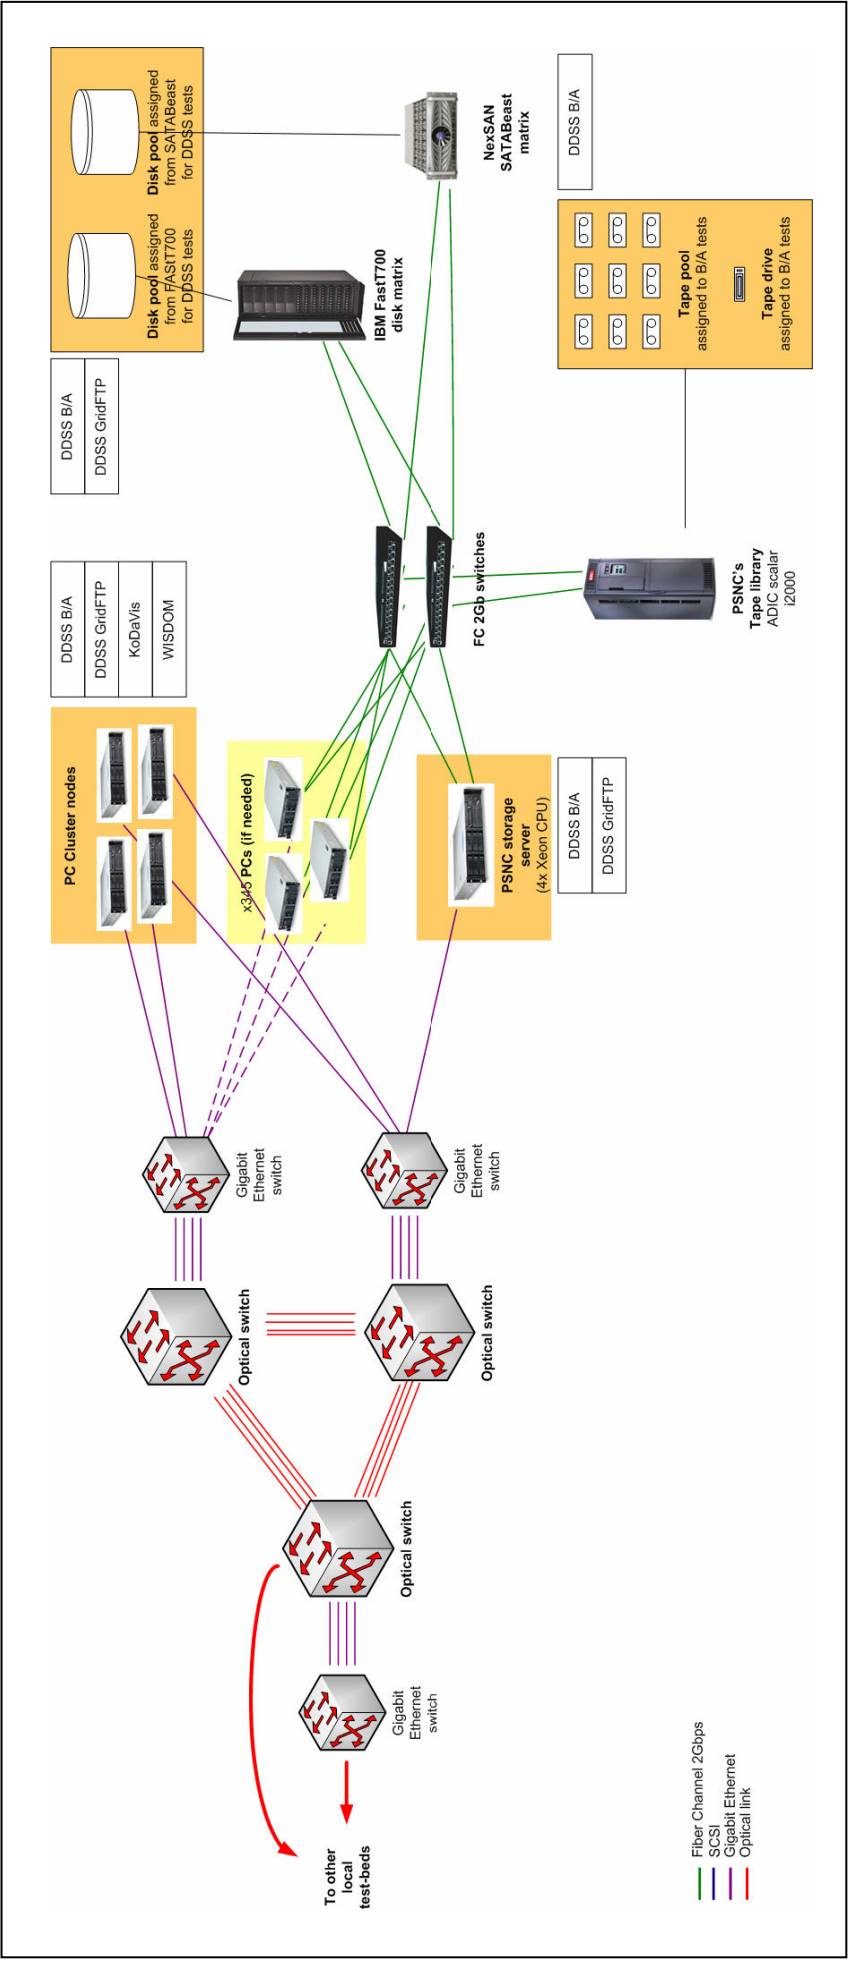 To other
local
test-beds
Gigabit
Ethernet
switch
Optical switch
Optical switch
Optical switch
Gigabit
Ethernet
switch
Gigabit
Ethernet
switch
PC Cluster nodes
DDSS B/A
DDSS GridFTP
KoDaVis
WISDOM
x345 PCs (if needed)
PSNC storage
server
(4x Xeon CPU)
DDSS B/A
DDSS GridFTP
FC 2Gb switches
PSNC's
Tape library
ADIC scalar
i2000
DDSS B/A
DDSS GridFTP
IBM FastT700
disk matrix
Disk pool assigned
from FAStT700
for DDSS tests
Disk pool assigned
from SATABeast
for DDSS tests
NexSAN
SATABeast
matrix
DDSS B/A
Tape pool
assigned to B/A tests
Tape drive
assigned to B/A tests
Fiber Channel 2Gbps
SCSI
Gigabit Ethernet
Optical link